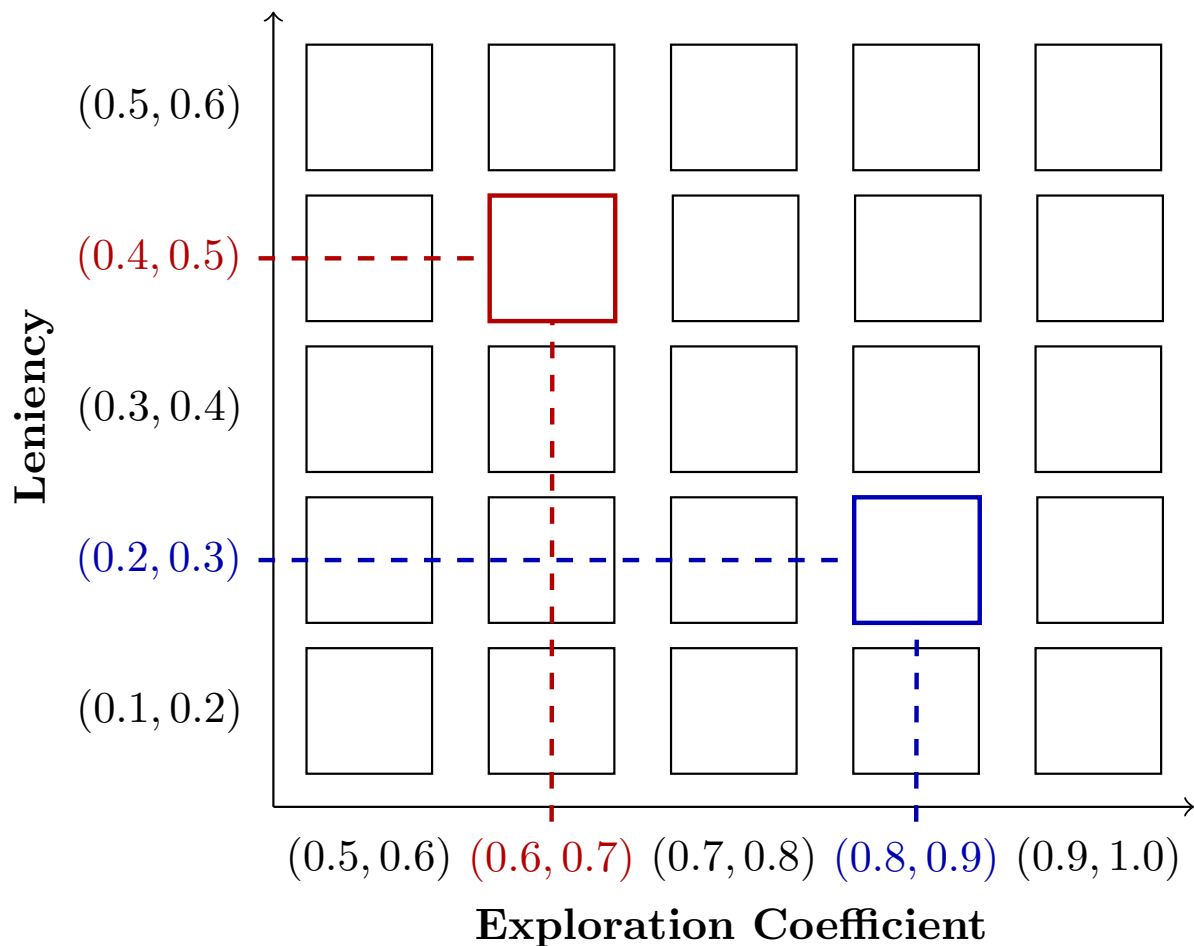 (0.5, 0.6)
(0.4, 0.5)
(0.3, 0.4)
(0.2, 0.3)
(0.1, 0.2)
Leniency
(0.5, 0.6) (0.6, 0.7) (0.7, 0.8) (0.8, 0.9) (0.9, 1.0)
Exploration Coefficient